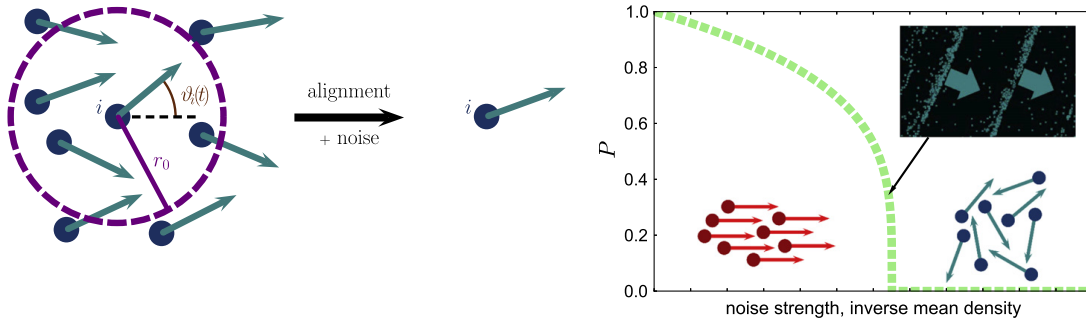 i
ϑᵢ(t)
r₀
alignment
+ noise
i
P
1.0
0.8
0.6
0.4
0.2
0.0
noise strength, inverse mean density